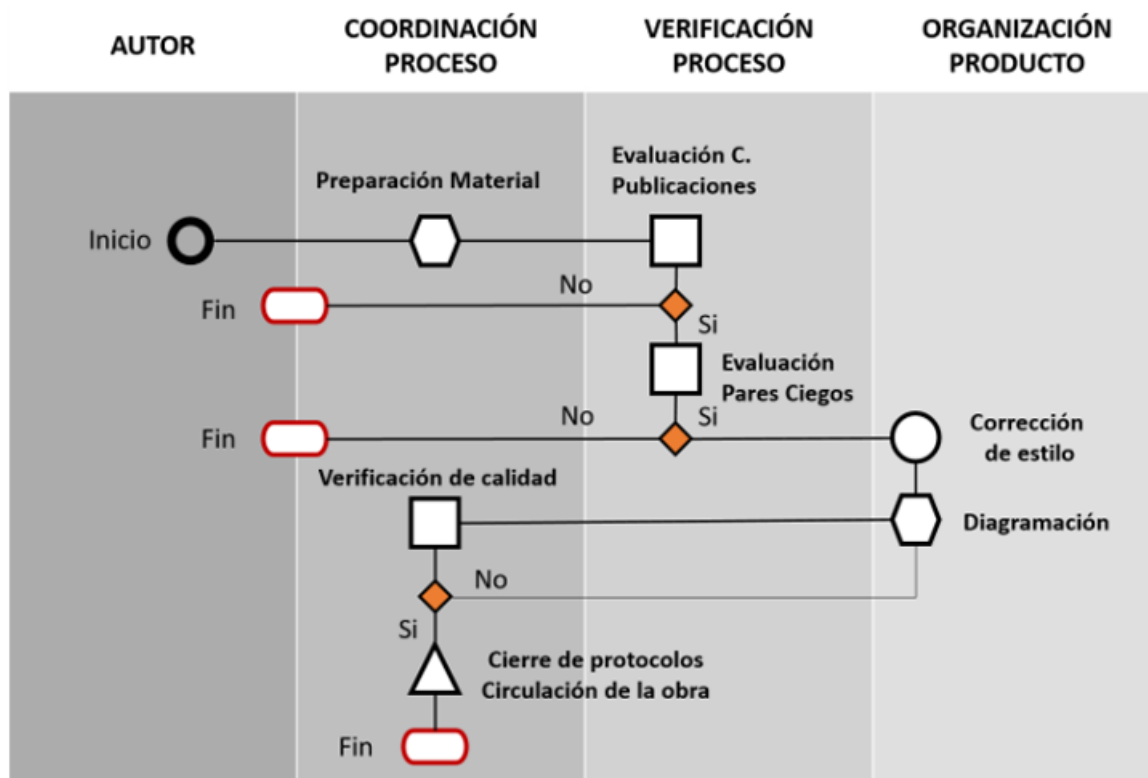 AUTOR
COORDINACIÓN
PROCESO
VERIFICACIÓN
PROCESO
ORGANIZACIÓN
PRODUCTO
Preparación Material
Evaluación C.
Publicaciones
Inicio
No
Fin
Si
Evaluación
Pares Ciegos
No
Si
Fin
Corrección
de estilo
Verificación de calidad
Diagramación
No
Si
Cierre de protocolos
Circulación de la obra
Fin